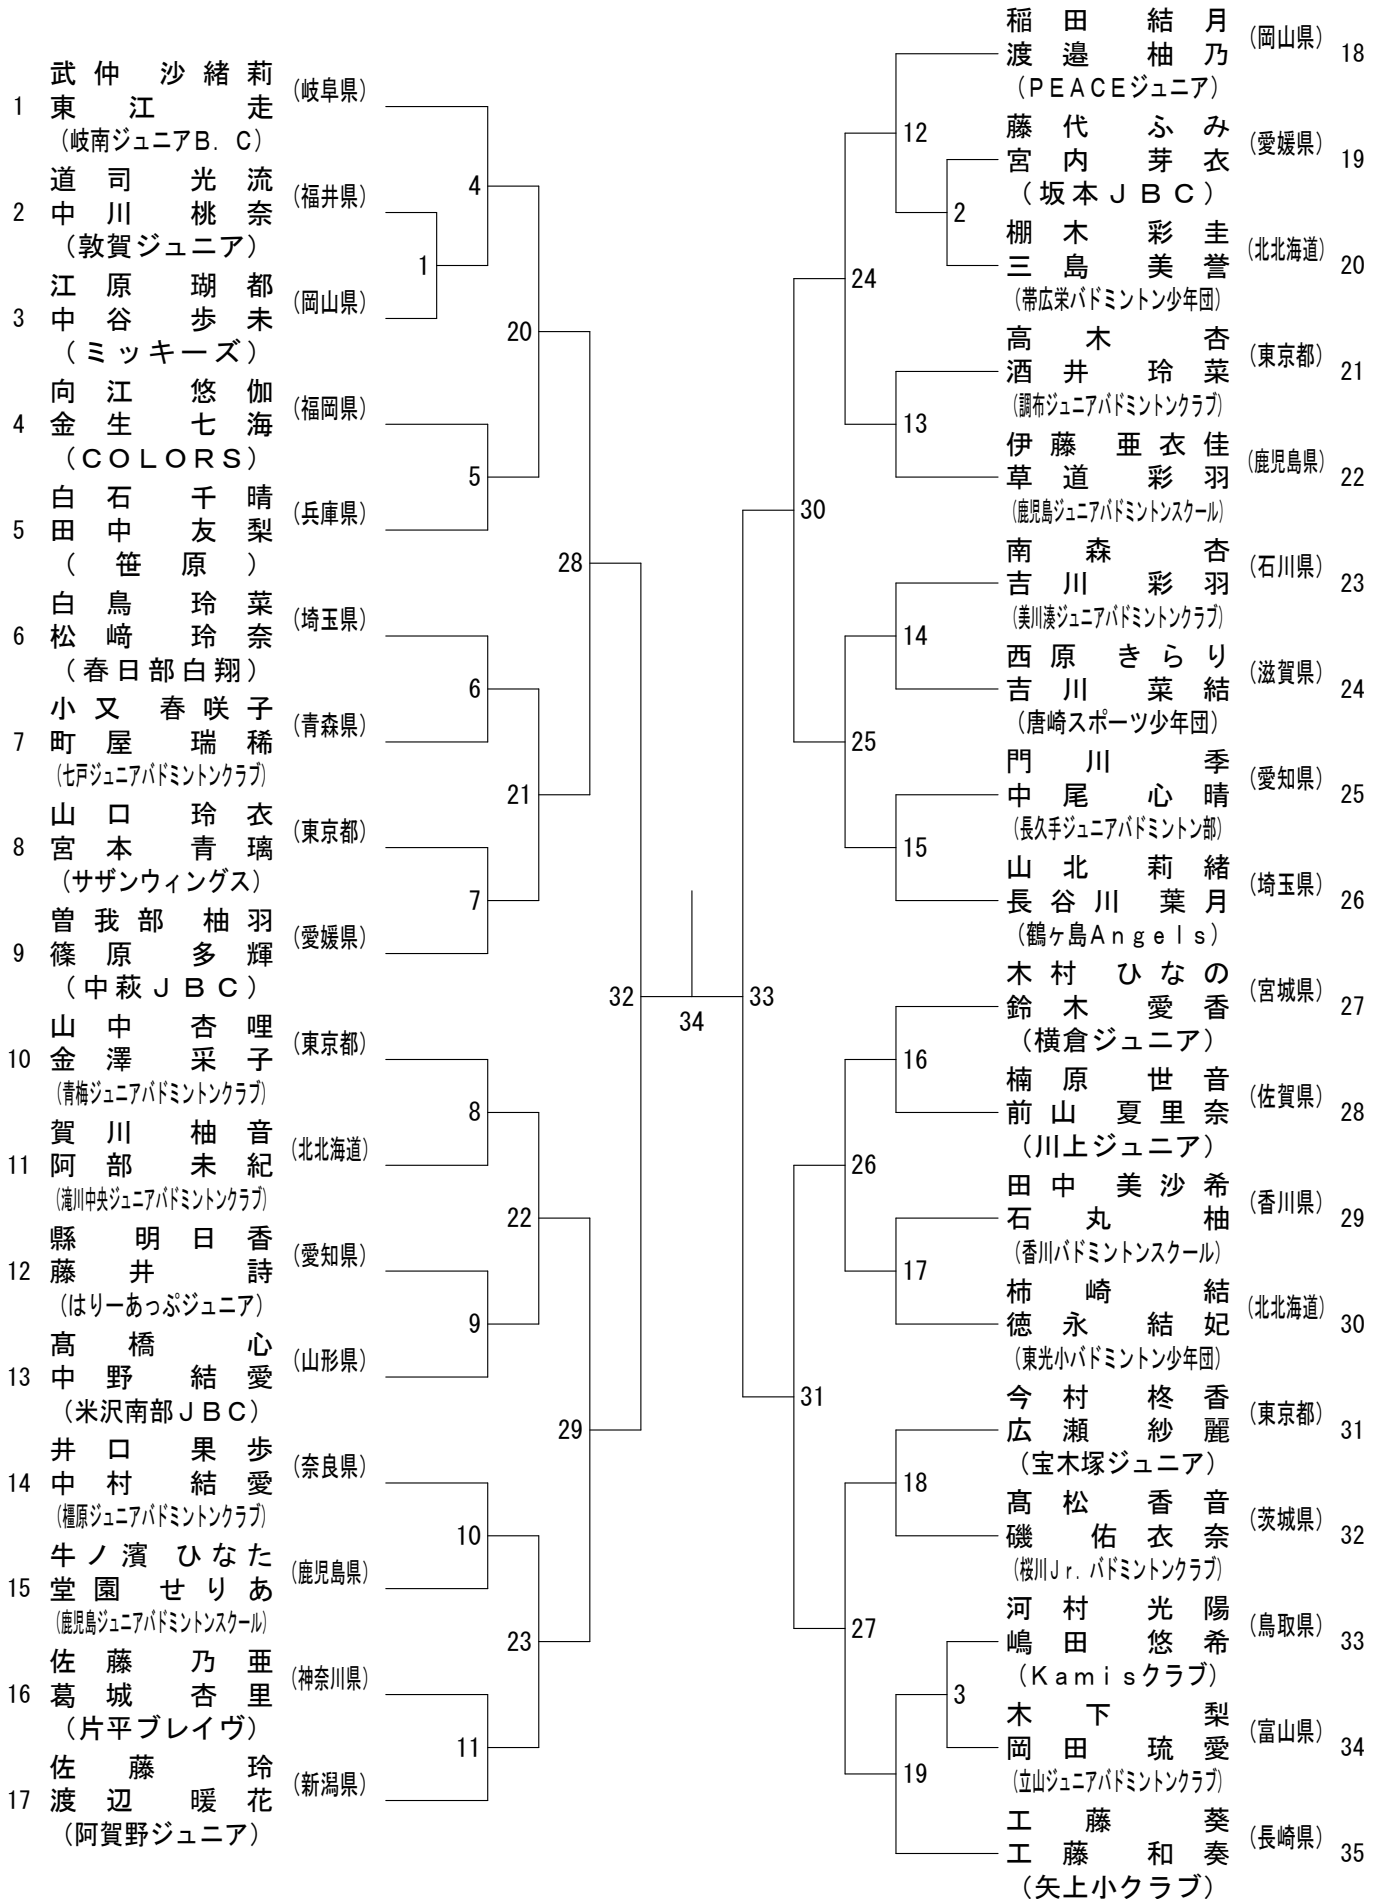 武仲 沙緒莉
(岐阜県)
1 東江 走
(岐南ジュニアB.C)
道司 光流
(福井県)
2 中川 桃奈
(敦賀ジュニア)
江原 瑚都
(岡山県)
3 中谷 歩未
(ミッキーズ)
向江 悠伽
(福岡県)
4 金生 七海
(COLORS)
白石 千晴
(兵庫県)
5 田中 友梨
(笹原)
白鳥 玲菜
(埼玉県)
6 松﨑 玲奈
(春日部白翔)
小又 春咲子
(青森県)
7 町屋 瑞稀
(七戸ジュニアバドミントンクラブ)
山口 玲衣
(東京都)
8 宮本 青璃
(サザンウィングス)
曽我部 柚羽
(愛媛県)
9 篠原 多輝
(中萩JBC)
山中 杏哩
(東京都)
10 金澤 采子
(青梅ジュニアバドミントンクラブ)
賀川 柚音
(北北海道)
11 阿部 未紀
(滝川中央ジュニアバドミントンクラブ)
縣 明日香
(愛知県)
12 藤井 詩
(はりーあっぷジュニア)
髙橋 心
(山形県)
13 中野 結愛
(米沢南部JBC)
井口 果歩
(奈良県)
14 中村 結愛
(橿原ジュニアバドミントンクラブ)
牛ノ濱 ひなた
(鹿児島県)
15 堂園 せりあ
(鹿児島ジュニアバドミントンスクール)
佐藤 乃亜
(神奈川県)
16 葛城 杏里
(片平ブレイヴ)
佐藤 玲
(新潟県)
17 渡辺 暖花
(阿賀野ジュニア)
1
4
5
6
7
8
9
10
11
20
21
22
23
28
29
32
34
33
30
31
24
25
26
27
12
13
14
15
16
17
18
19
2
3
稲田 結月
(岡山県)
渡邉 柚乃 18
(PEACEジュニア)
藤代 ふみ
(愛媛県)
宮内 芽衣 19
(坂本JBC)
棚木 彩圭
(北北海道)
三島 美誉 20
(帯広栄バドミントン少年団)
高木 杏
(東京都)
酒井 玲菜 21
(調布ジュニアバドミントンクラブ)
伊藤 亜衣佳
(鹿児島県)
草道 彩羽 22
(鹿児島ジュニアバドミントンスクール)
南森 杏
(石川県)
吉川 彩羽 23
(美川湊ジュニアバドミントンクラブ)
西原 きらり
(滋賀県)
吉川 菜結 24
(唐崎スポーツ少年団)
門川 季
(愛知県)
中尾 心晴 25
(長久手ジュニアバドミントン部)
山北 莉緒
(埼玉県)
長谷川 葉月 26
(鶴ヶ島Angels)
木村 ひなの
(宮城県)
鈴木 愛香 27
(横倉ジュニア)
楠原 世音
(佐賀県)
前山 夏里奈 28
(川上ジュニア)
田中 美沙希
(香川県)
石丸 柚 29
(香川バドミントンスクール)
柿崎 結
(北北海道)
徳永 結妃 30
(東光小バドミントン少年団)
今村 柊香
(東京都)
広瀬 紗麗 31
(宝木塚ジュニア)
髙松 香音
(茨城県)
磯 佑衣奈 32
(桜川Jr.バドミントンクラブ)
河村 光陽
(鳥取県)
嶋田 悠希 33
(Kamisクラブ)
木下 梨
(富山県)
岡田 琉愛 34
(立山ジュニアバドミントンクラブ)
工藤 葵
(長崎県)
工藤 和奏 35
(矢上小クラブ)